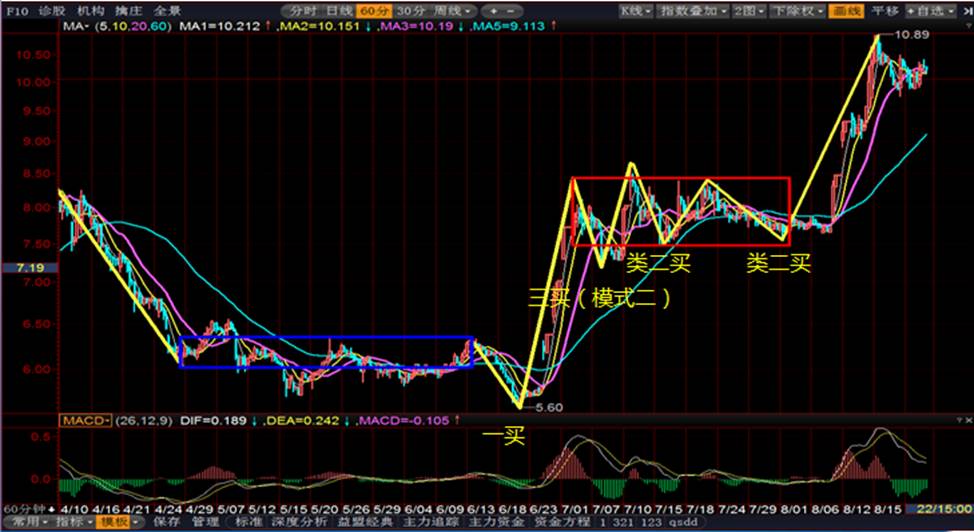 F10 诊股 机构 擒庄 全景 分时 日线 60分 30分 周线 + − K线 指数叠加 2图 下除权 画线 平移 +自选
MA- (5,10,20,60) MA1=10.212↑ ,MA2=10.151↓ ,MA3=10.19↓ ,MA5=9.113↑
10.89
10.50
10.00
9.50
9.00
8.50
8.00
7.50
7.19
7.00
6.50
6.00
类二买 类二买
三买（模式二）
5.60
一买
MACD- (26,12,9) DIF=0.189↓ ,DEA=0.242↓ ,MACD=-0.105↑
0.5
0.0
60分钟 4/10 4/16 4/21 4/24 4/29 5/07 5/12 5/15 5/20 5/26 5/29 6/04 6/09 6/13 6/18 6/23 7/01 7/07 7/10 7/15 7/18 7/24 7/29 8/01 8/06 8/12 8/15 22/15:00
常用 指标 模板 保存 管理 标准 深度分析 益盟经典 主力追踪 主力资金 资金方程 1 321 123 qsdd